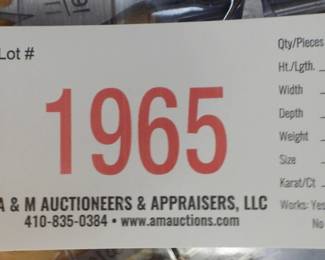 Lot #
1965
A & M AUCTIONEERS & APPRAISERS, LLC
410-835-0384 • www.amauctions.com
Qty/Pieces
Ht./Lgth.
Width
Depth
Weight
Size
Karat/Ct
Works: Yes
No